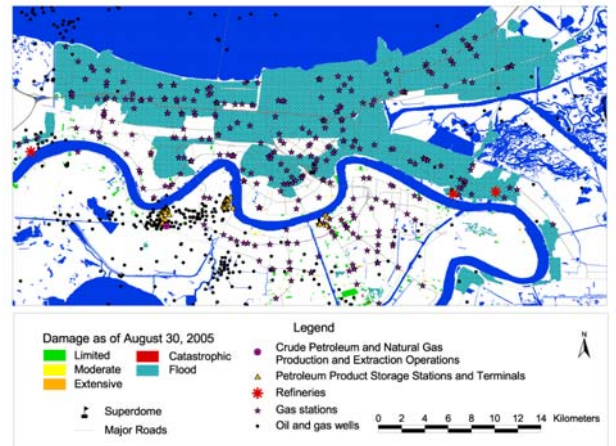 Damage as of August 30, 2005
Limited
Moderate
Extensive
Catastrophic
Flood
Superdome
Major Roads
Legend
Crude Petroleum and Natural Gas
Production and Extraction Operations
Petroleum Product Storage Stations and Terminals
Refineries
Gas stations
Oil and gas wells
N
0 2 4 6 8 10 12 14
Kilometers